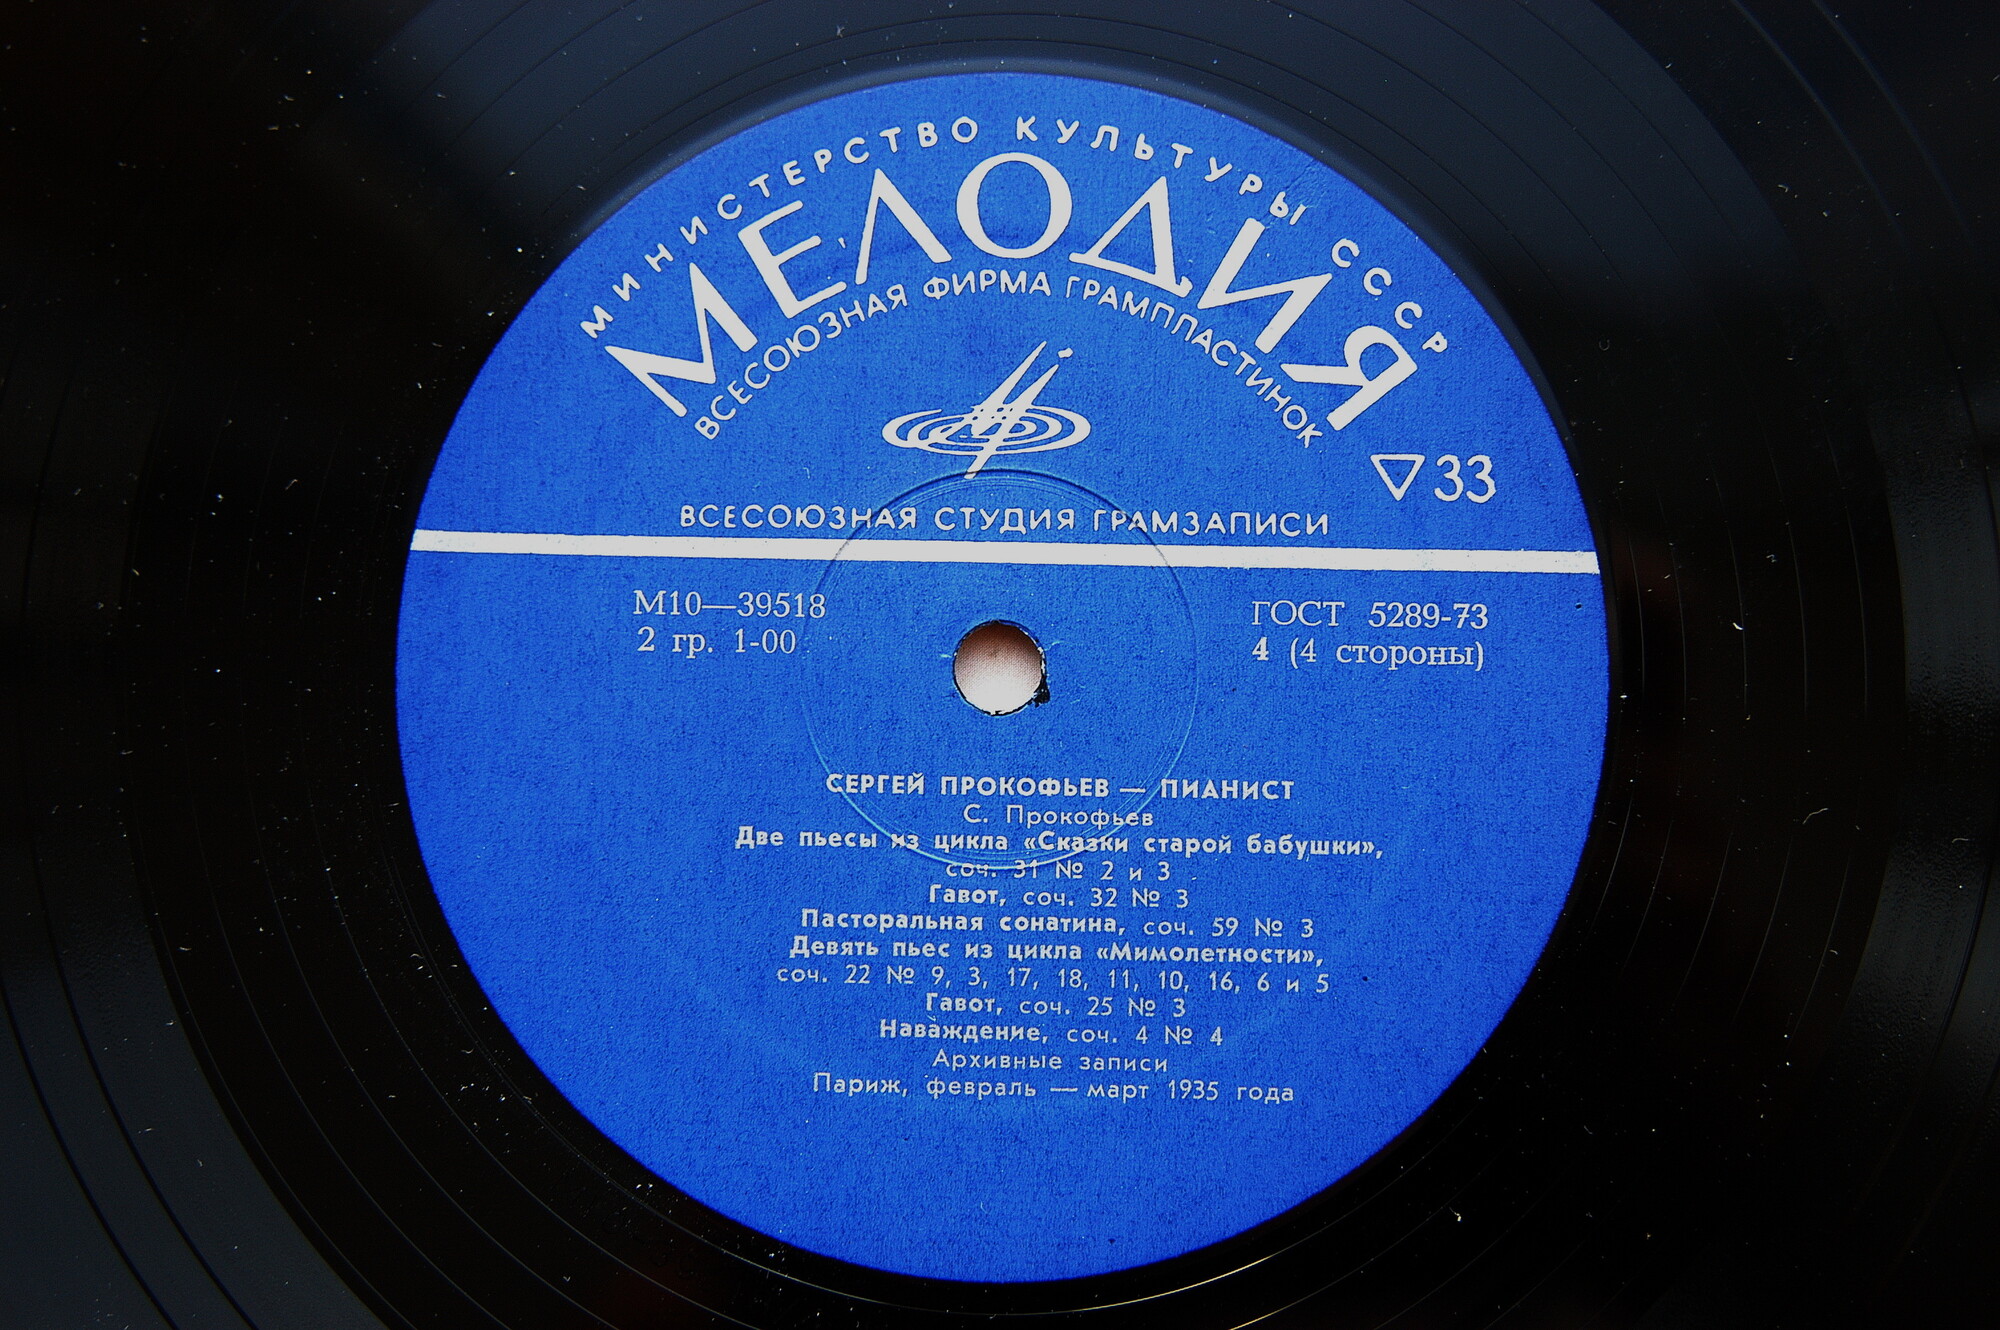 МИНИСТЕРСТВО КУЛЬТУРЫ СССР
МЕЛОДИЯ
ВСЕСОЮЗНАЯ ФИРМА ГРАМПЛАСТИНОК
▽33
ВСЕСОЮЗНАЯ СТУДИЯ ГРАМЗАПИСИ
М10—39518
2 гр. 1-00
ГОСТ 5289-73
4 (4 стороны)
СЕРГЕЙ ПРОКОФЬЕВ — ПИАНИСТ
С. Прокофьев
Две пьесы из цикла «Сказки старой бабушки»,
соч. 31 № 2 и 3
Гавот, соч. 32 № 3
Пасторальная сонатина, соч. 59 № 3
Девять пьес из цикла «Мимолетности»,
соч. 22 № 9, 3, 17, 18, 11, 10, 16, 6 и 5
Гавот, соч. 25 № 3
Наваждение, соч. 4 № 4
Архивные записи
Париж, февраль — март 1935 года